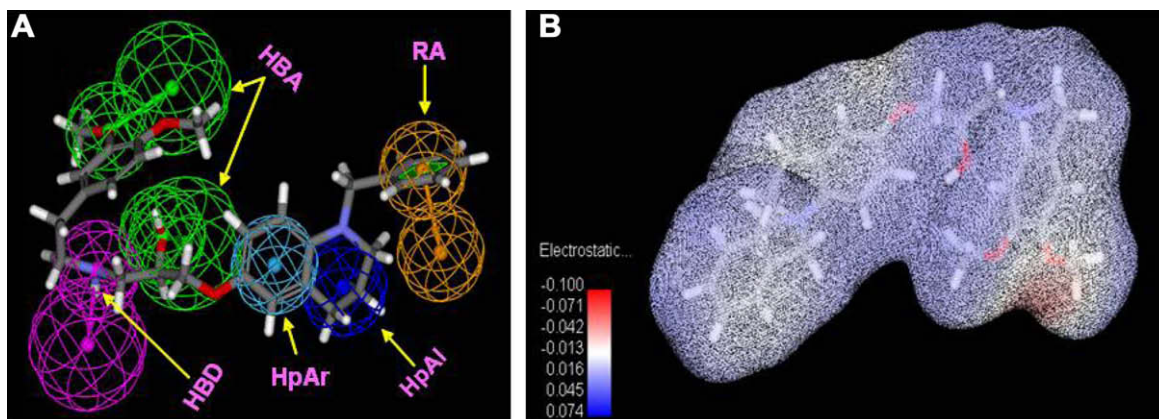 A
HBA
RA
HBD
HpAr
HpAl
B
Electrostatic...
-0.100
-0.071
-0.042
-0.013
0.016
0.045
0.074